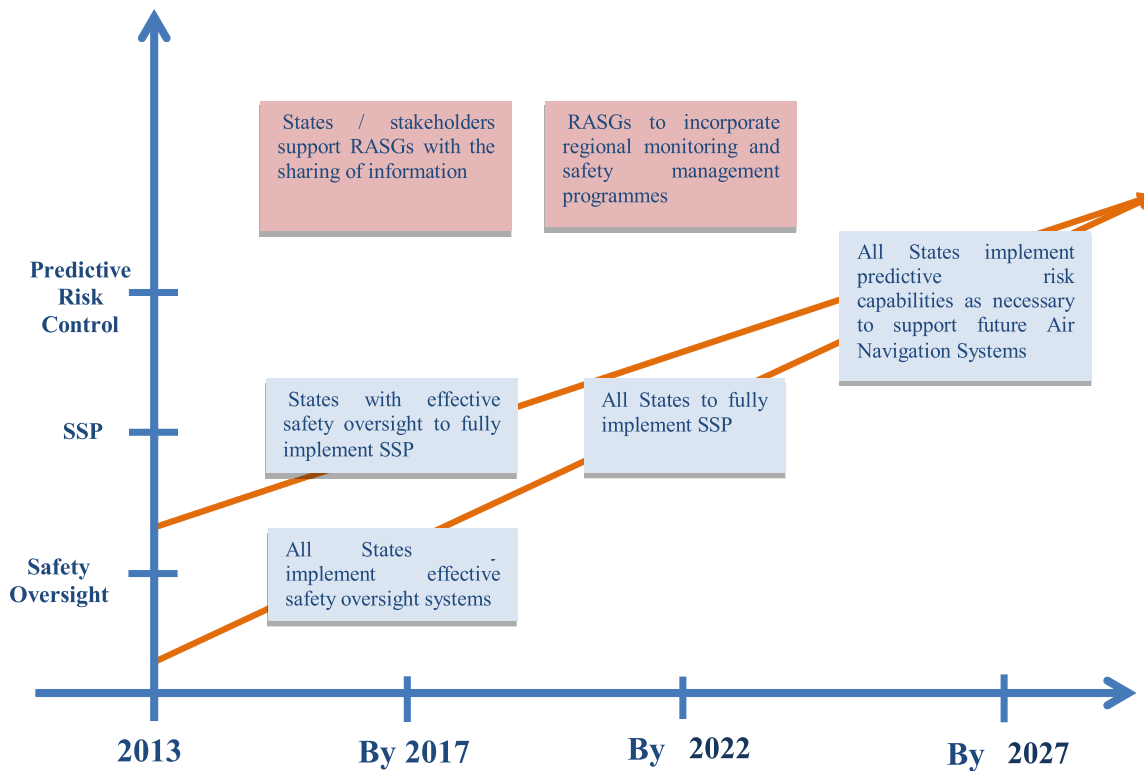 States / stakeholders
support RASGs with the
sharing of information
RASGs to incorporate
regional monitoring and
safety management
programmes
All States implement
predictive risk
capabilities as necessary
to support future Air
Navigation Systems
Predictive
Risk
Control
States with effective
safety oversight to fully
implement SSP
All States to fully
implement SSP
SSP
All States
implement effective
safety oversight systems
Safety
Oversight
2013
By 2017
By 2022
By 2027